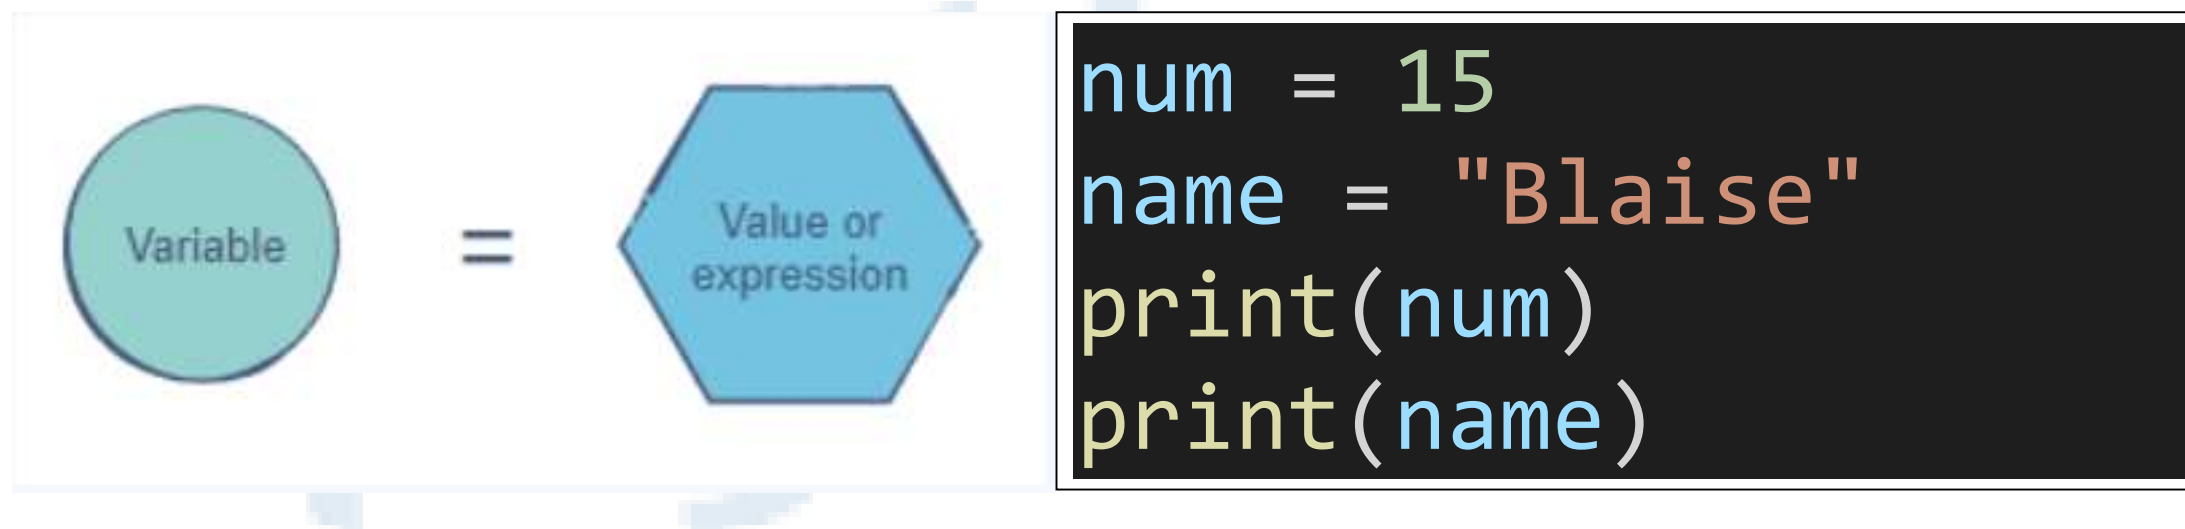 Variable
=
Value or
expression
num = 15
name = "Blaise"
print(num)
print(name)